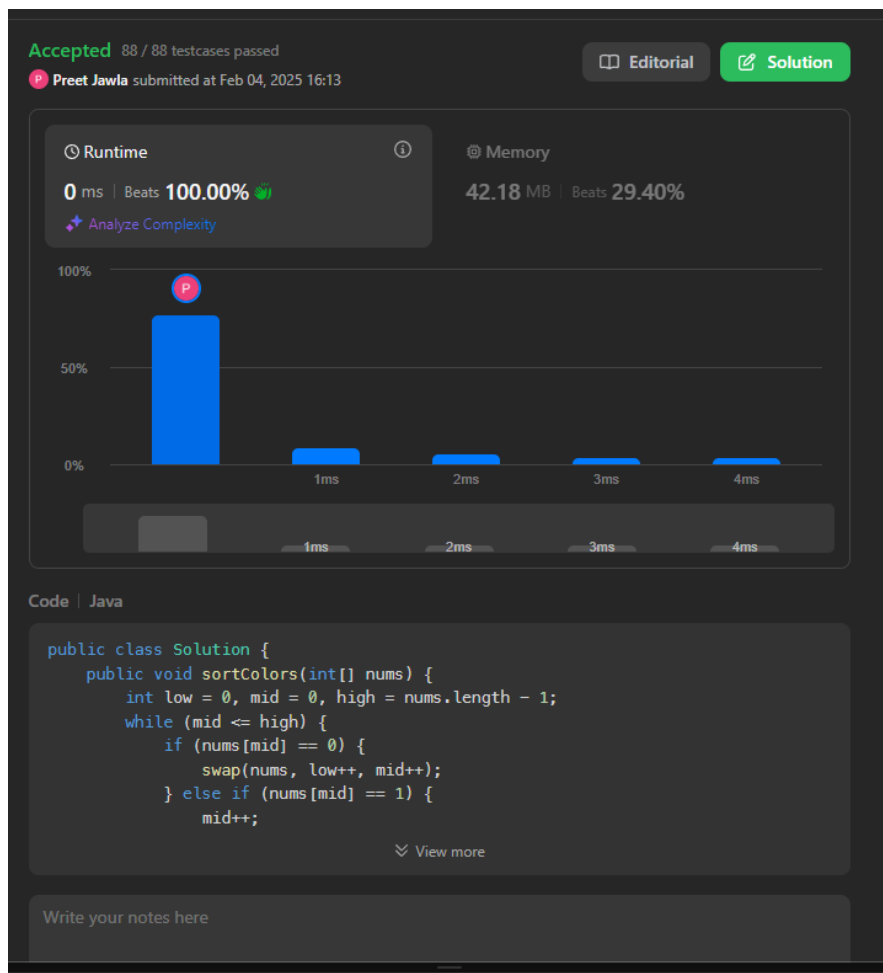 Accepted 88 / 88 testcases passed
Editorial
Solution
P Preet Jawla submitted at Feb 04, 2025 16:13
Runtime
Memory
0 ms | Beats 100.00%
42.18 MB | Beats 29.40%
Analyze Complexity
100%
P
50%
0%
1ms 2ms 3ms 4ms
1ms 2ms 3ms 4ms
Code | Java
public class Solution {
    public void sortColors(int[] nums) {
        int low = 0, mid = 0, high = nums.length - 1;
        while (mid <= high) {
            if (nums[mid] == 0) {
                swap(nums, low++, mid++);
            } else if (nums[mid] == 1) {
                mid++;
View more
Write your notes here